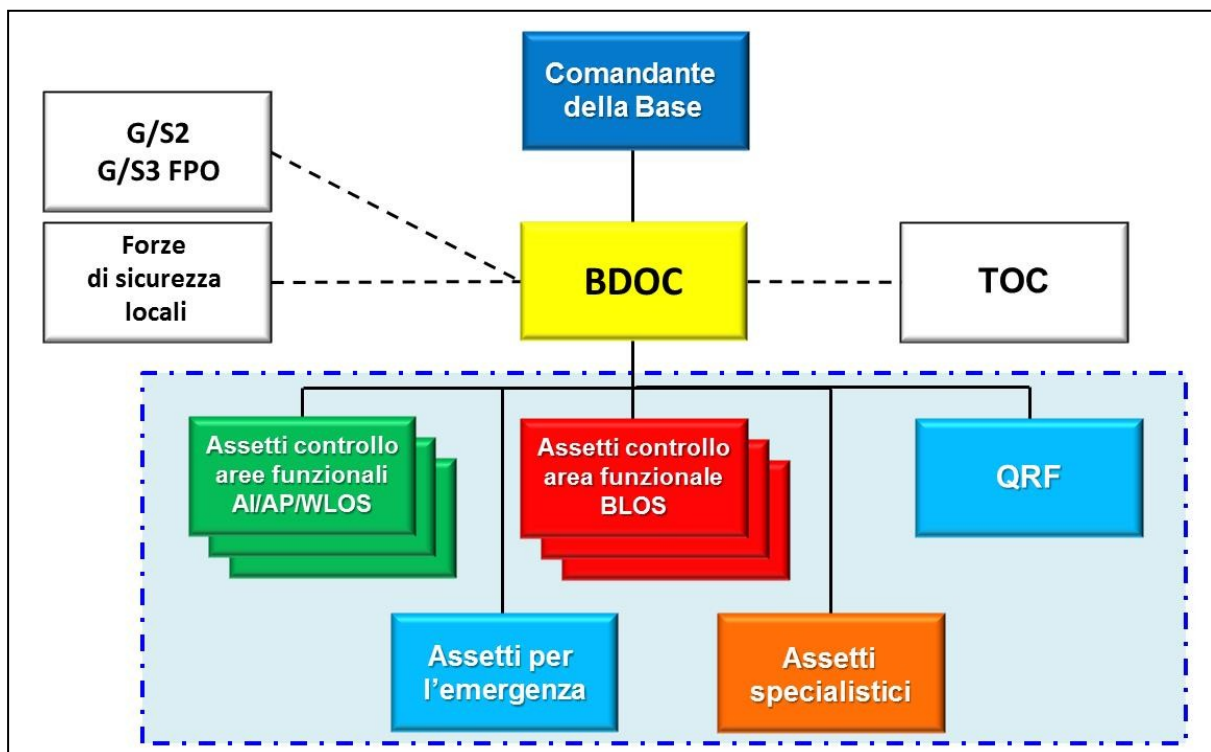 Comandante
della Base
G/S2
G/S3 FPO
Forze
di sicurezza
locali
BDOC
TOC
Assetti controllo
aree funzionali
AI/AP/WLOS
Assetti controllo
area funzionale
BLOS
QRF
Assetti per
l’emergenza
Assetti
specialistici